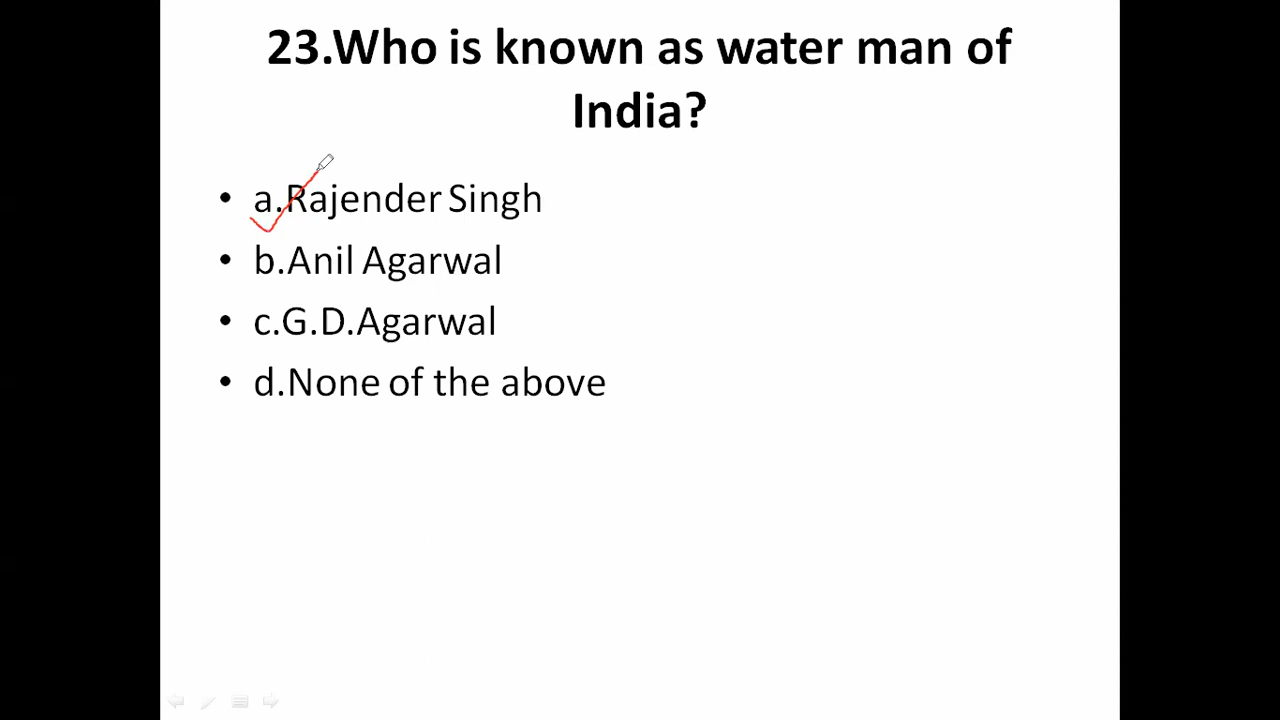 23.Who is known as water man of
India?
• a.Rajender Singh
• b.Anil Agarwal
• c.G.D.Agarwal
• d.None of the above